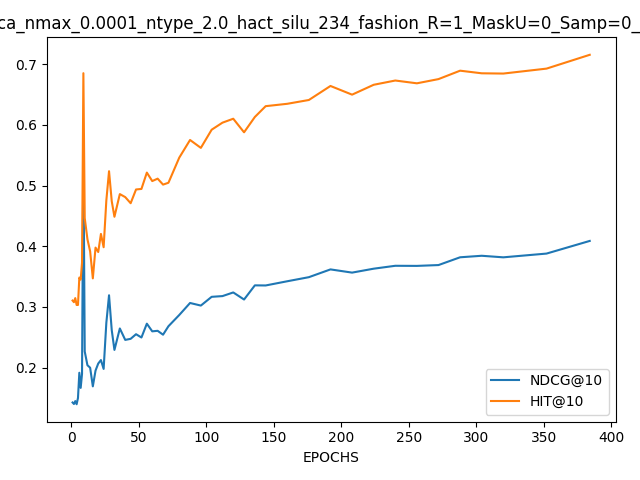 ca_nmax_0.0001_ntype_2.0_hact_silu_234_fashion_R=1_MaskU=0_Samp=0_
0.7
0.6
0.5
0.4
0.3
0.2
NDCG@10
HIT@10
0 50 100 150 200 250 300 350 400
EPOCHS